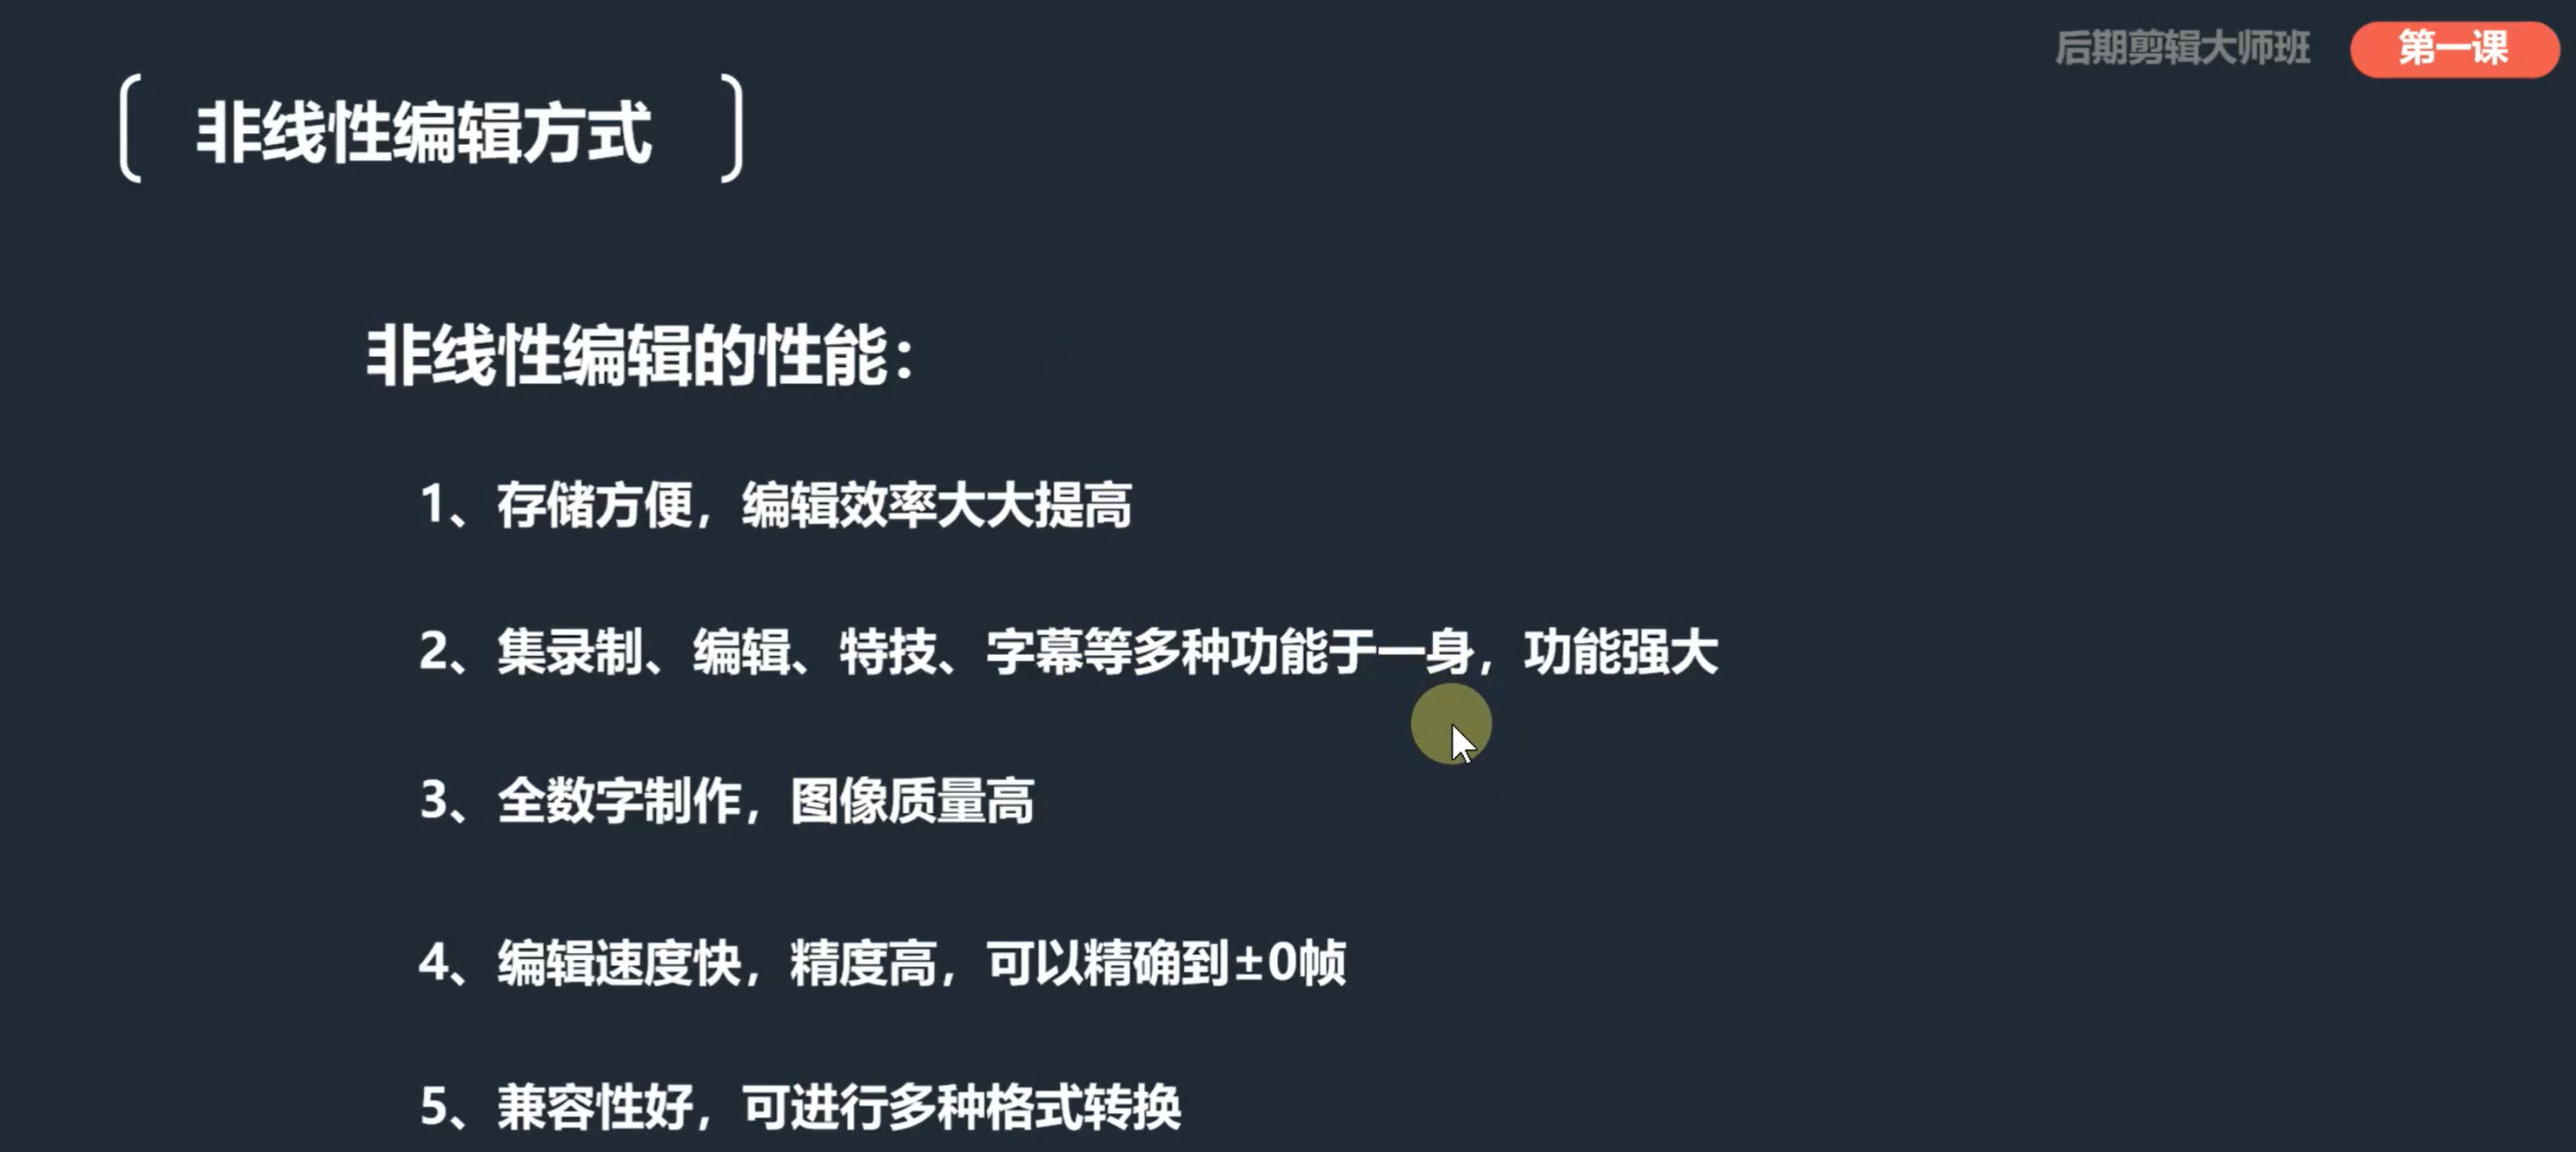 后期剪辑大师班 第一课
非线性编辑方式
非线性编辑的性能：
1、存储方便，编辑效率大大提高
2、集录制、编辑、特技、字幕等多种功能于一身，功能强大
3、全数字制作，图像质量高
4、编辑速度快，精度高，可以精确到±0帧
5、兼容性好，可进行多种格式转换